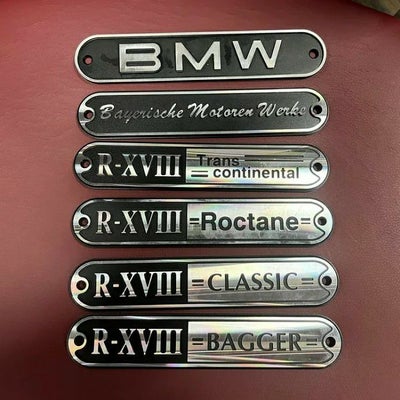 BMW
Bayerische Motoren Werke
R-XVIII Trans continental
R-XVIII =Roctane=
R-XVIII =CLASSIC=
R-XVIII =BAGGER=